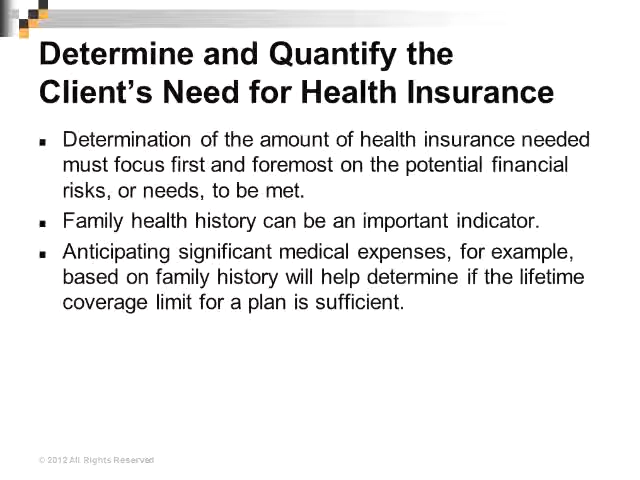 Determine and Quantify the
Client’s Need for Health Insurance
Determination of the amount of health insurance needed
must focus first and foremost on the potential financial
risks, or needs, to be met.
Family health history can be an important indicator.
Anticipating significant medical expenses, for example,
based on family history will help determine if the lifetime
coverage limit for a plan is sufficient.
© 2012 All Rights Reserved